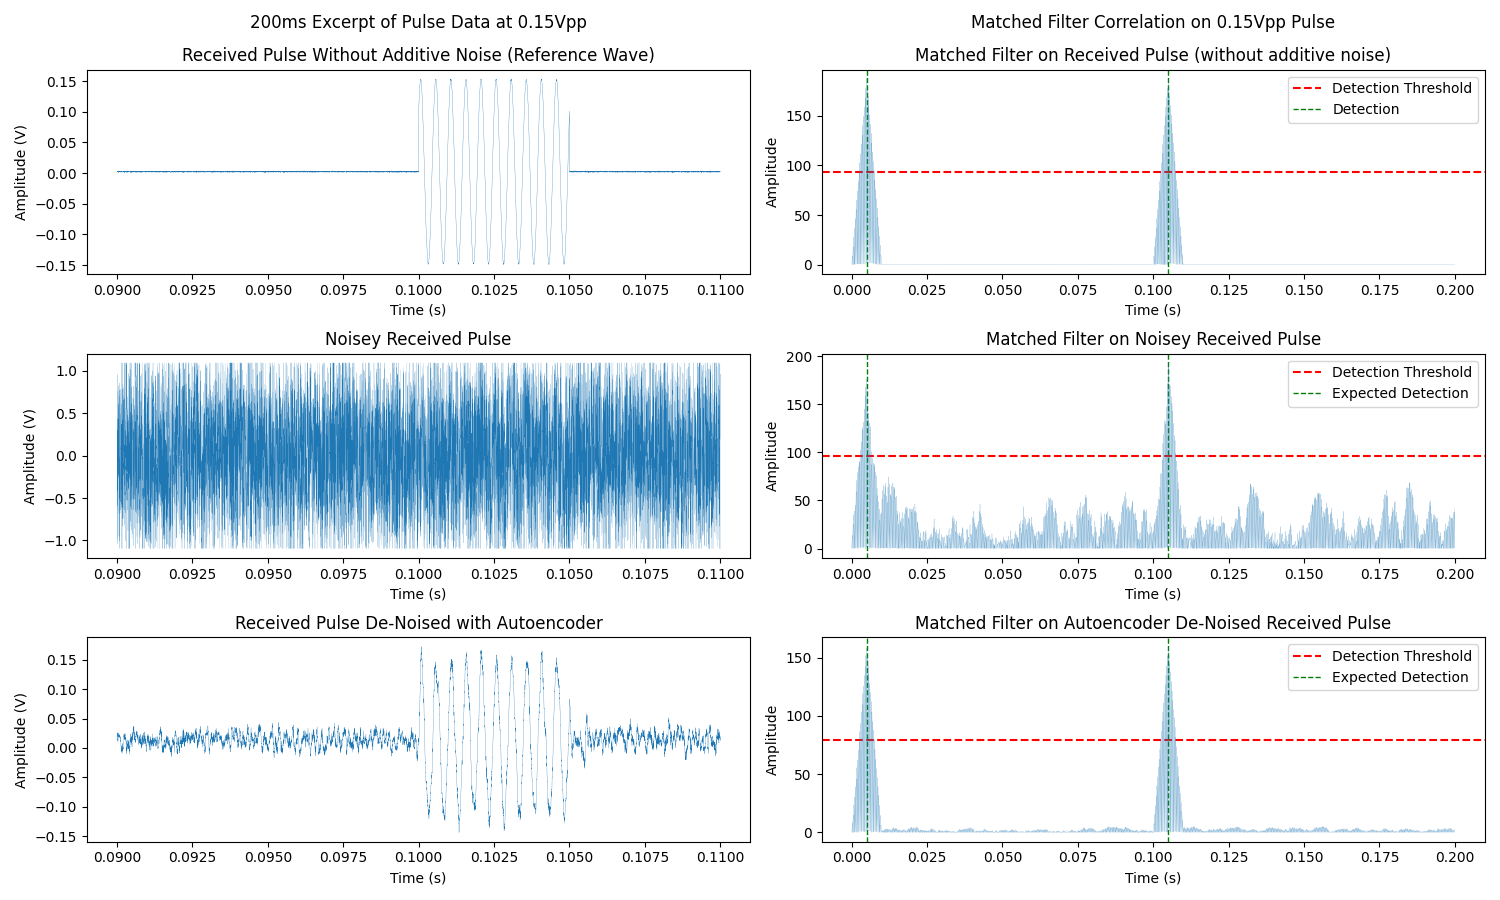 200ms Excerpt of Pulse Data at 0.15Vpp
Received Pulse Without Additive Noise (Reference Wave)
Amplitude (V)
0.15
0.10
0.05
0.00
−0.05
−0.10
−0.15
0.0900 0.0925 0.0950 0.0975 0.1000 0.1025 0.1050 0.1075 0.1100
Time (s)
Matched Filter Correlation on 0.15Vpp Pulse
Matched Filter on Received Pulse (without additive noise)
Detection Threshold
Detection
Amplitude
150
100
50
0
0.000 0.025 0.050 0.075 0.100 0.125 0.150 0.175 0.200
Time (s)
Noisey Received Pulse
Amplitude (V)
1.0
0.5
0.0
−0.5
−1.0
0.0900 0.0925 0.0950 0.0975 0.1000 0.1025 0.1050 0.1075 0.1100
Time (s)
Matched Filter on Noisey Received Pulse
Detection Threshold
Expected Detection
Amplitude
200
150
100
50
0
0.000 0.025 0.050 0.075 0.100 0.125 0.150 0.175 0.200
Time (s)
Received Pulse De-Noised with Autoencoder
Amplitude (V)
0.15
0.10
0.05
0.00
−0.05
−0.10
−0.15
0.0900 0.0925 0.0950 0.0975 0.1000 0.1025 0.1050 0.1075 0.1100
Time (s)
Matched Filter on Autoencoder De-Noised Received Pulse
Detection Threshold
Expected Detection
Amplitude
150
100
50
0
0.000 0.025 0.050 0.075 0.100 0.125 0.150 0.175 0.200
Time (s)